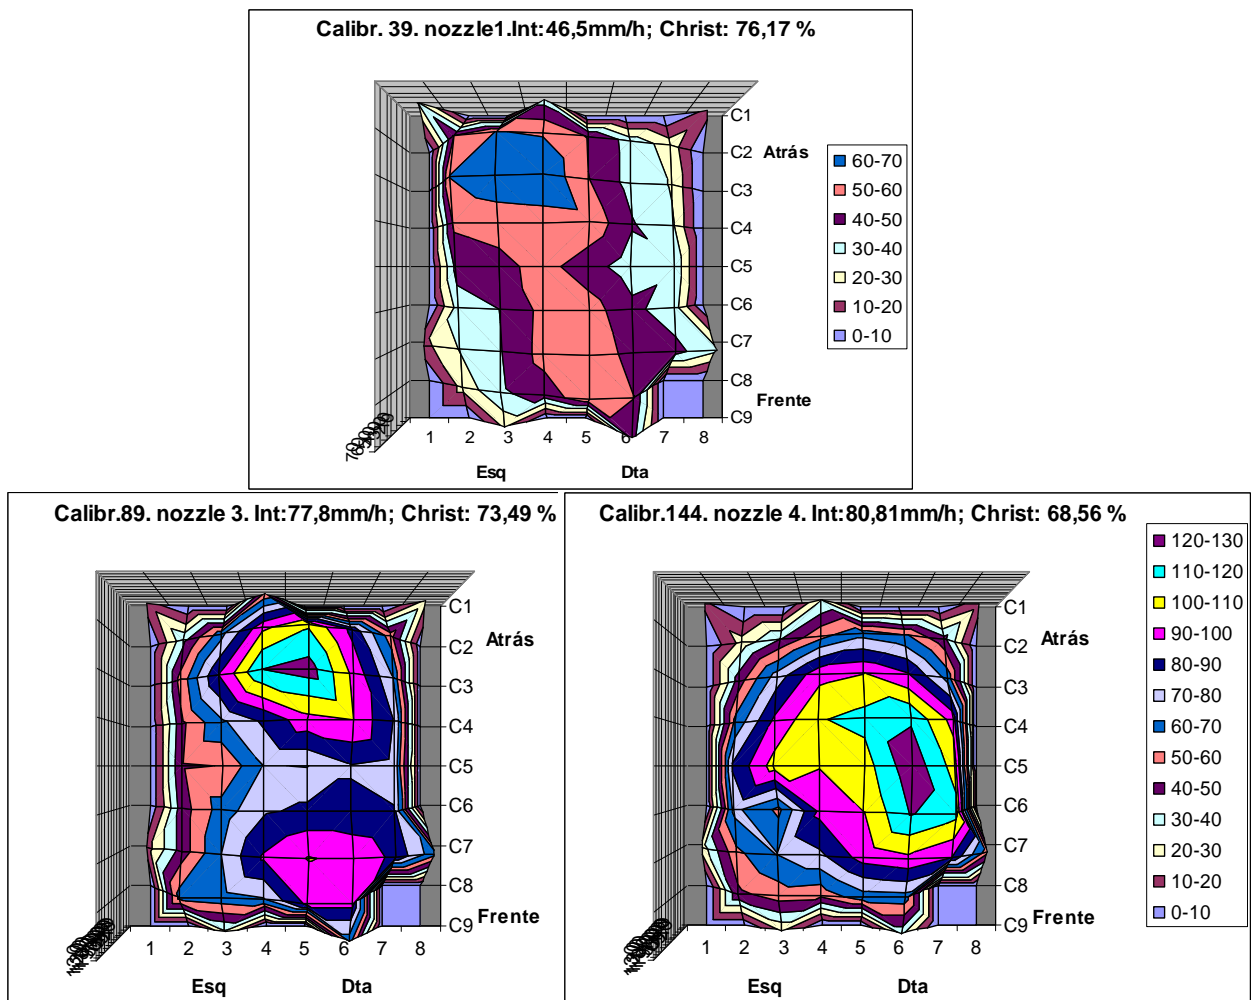 Calibr. 39. nozzle1.Int:46,5mm/h; Christ: 76,17 %
C1
C2
C3
C4
C5
C6
C7
C8
C9
Atrás
Frente
1 2 3 4 5 6 7 8
Esq Dta
60-70
50-60
40-50
30-40
20-30
10-20
0-10
Calibr.89. nozzle 3. Int:77,8mm/h; Christ: 73,49 %
C1
C2
C3
C4
C5
C6
C7
C8
C9
Atrás
Frente
1 2 3 4 5 6 7 8
Esq Dta
Calibr.144. nozzle 4. Int:80,81mm/h; Christ: 68,56 %
C1
C2
C3
C4
C5
C6
C7
C8
C9
Atrás
Frente
1 2 3 4 5 6 7 8
Esq Dta
120-130
110-120
100-110
90-100
80-90
70-80
60-70
50-60
40-50
30-40
20-30
10-20
0-10